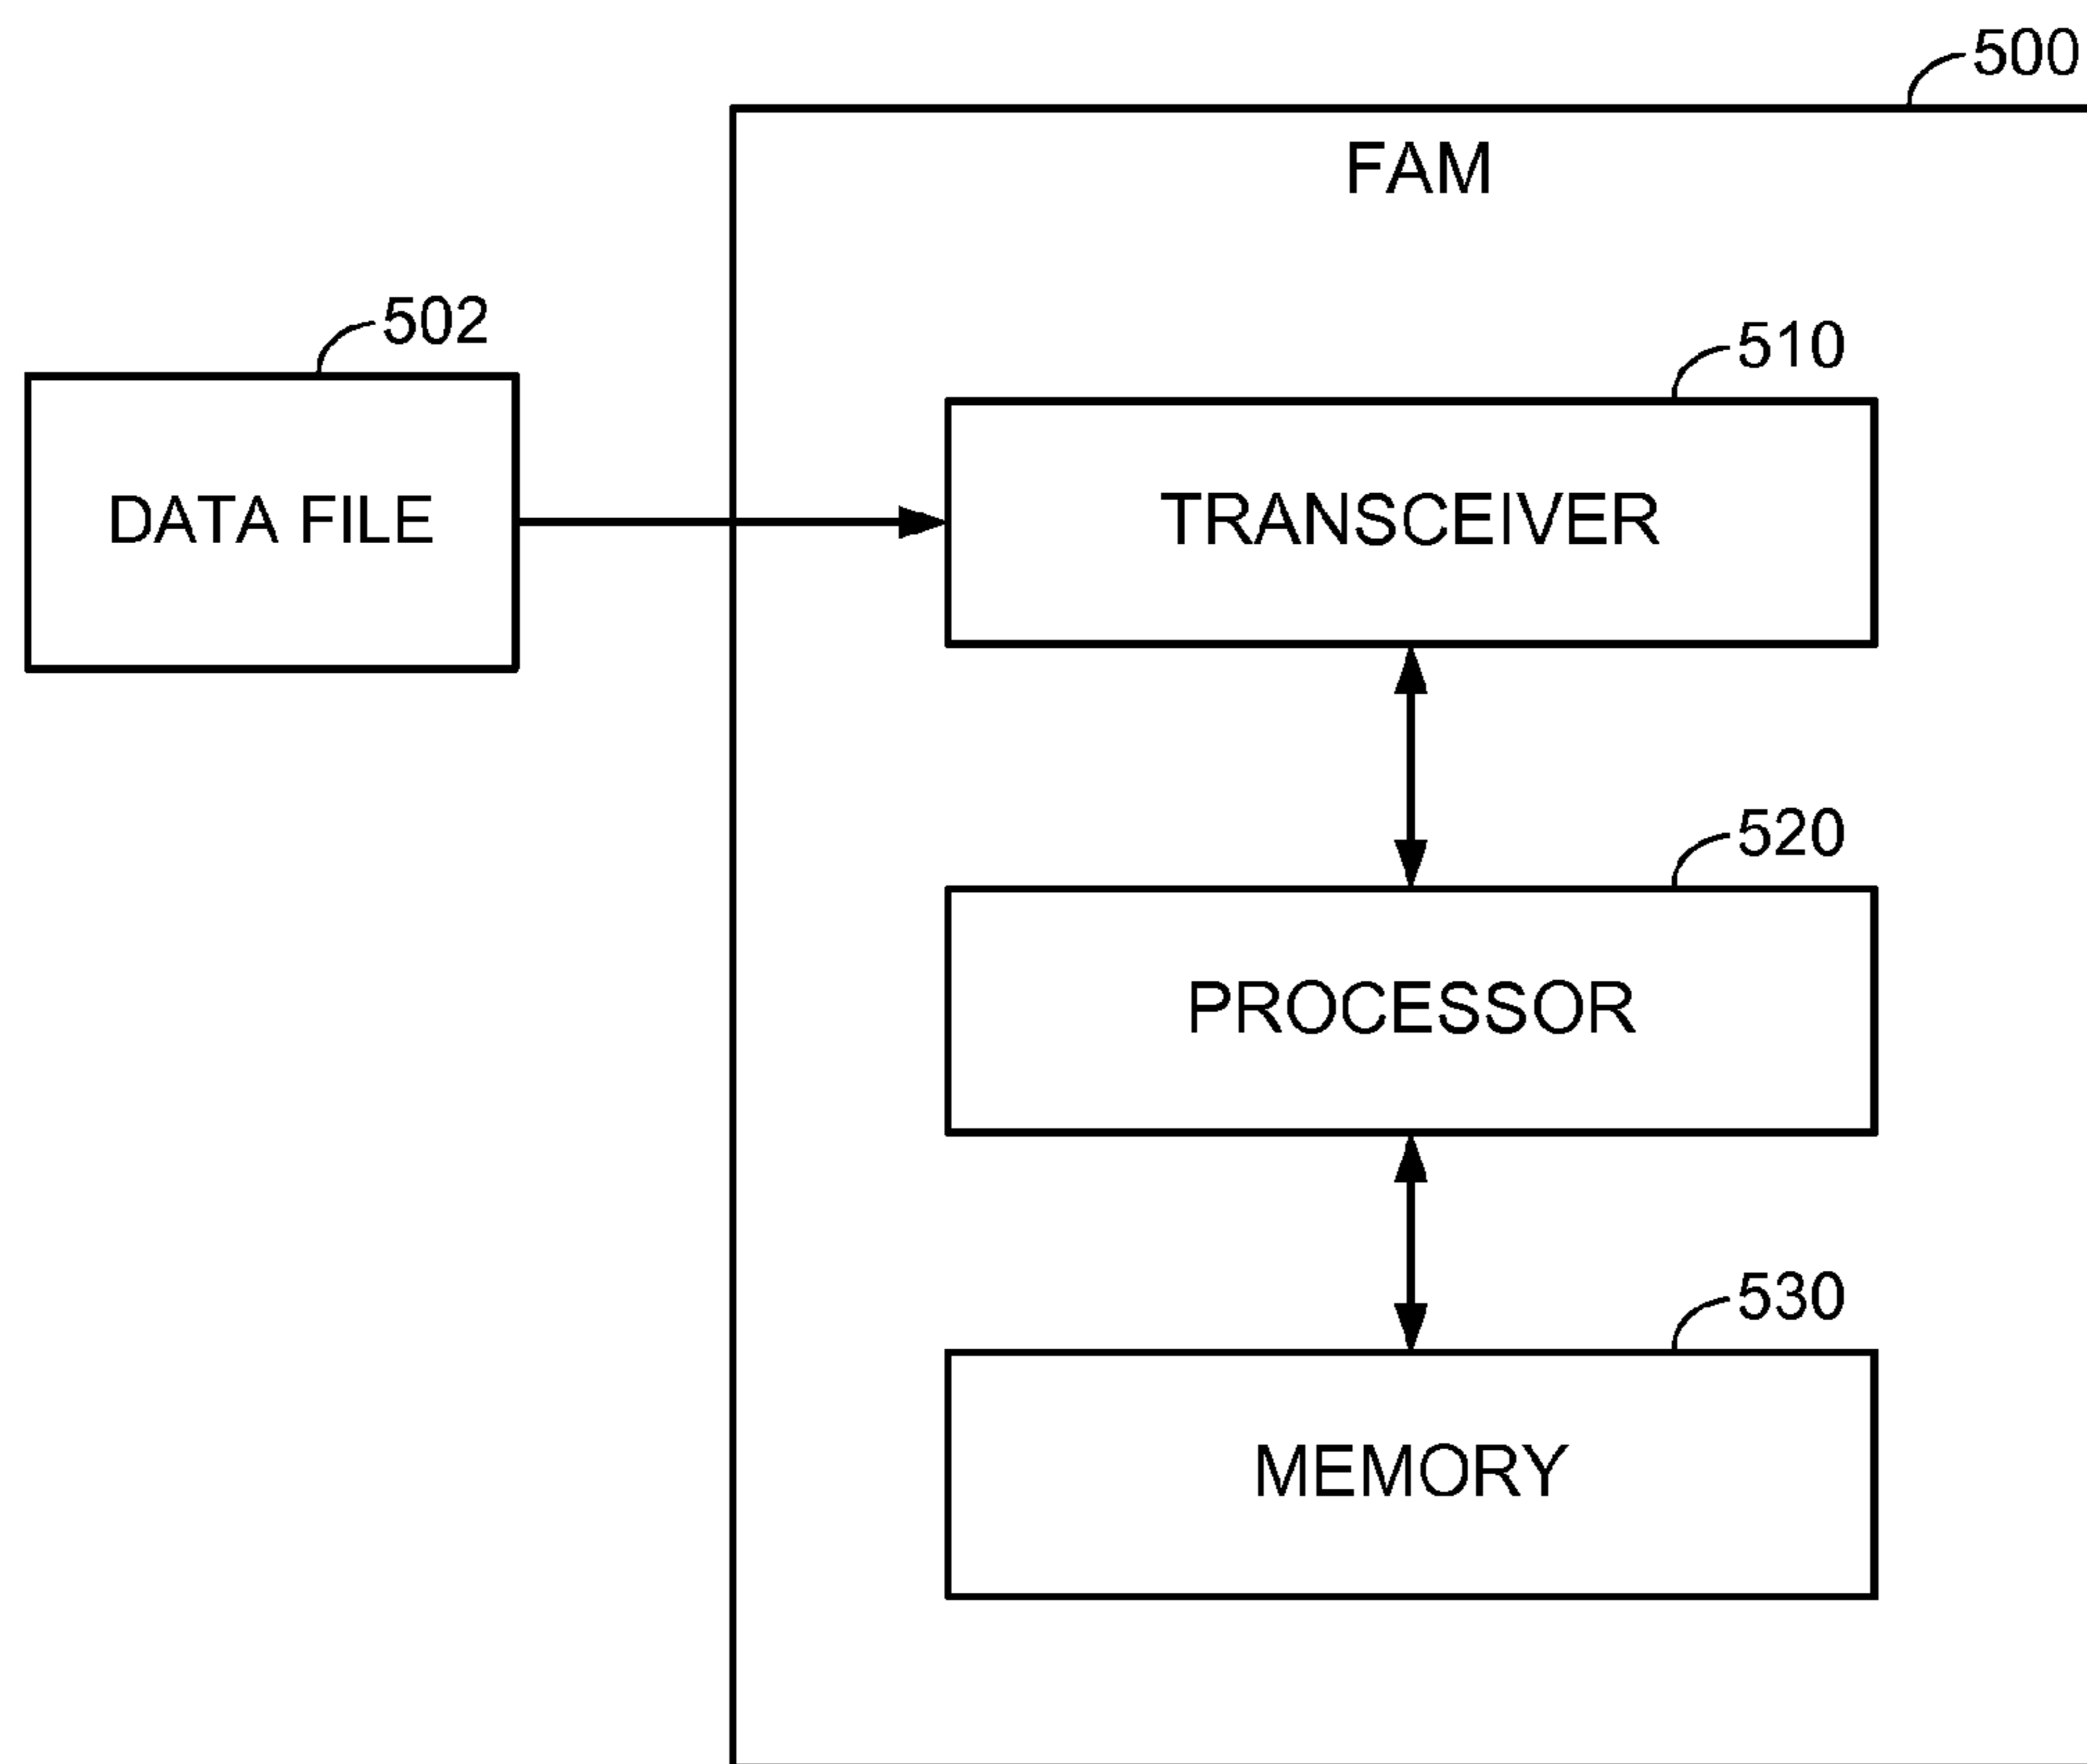 500
FAM
502
510
DATA FILE
TRANSCEIVER
520
PROCESSOR
530
MEMORY